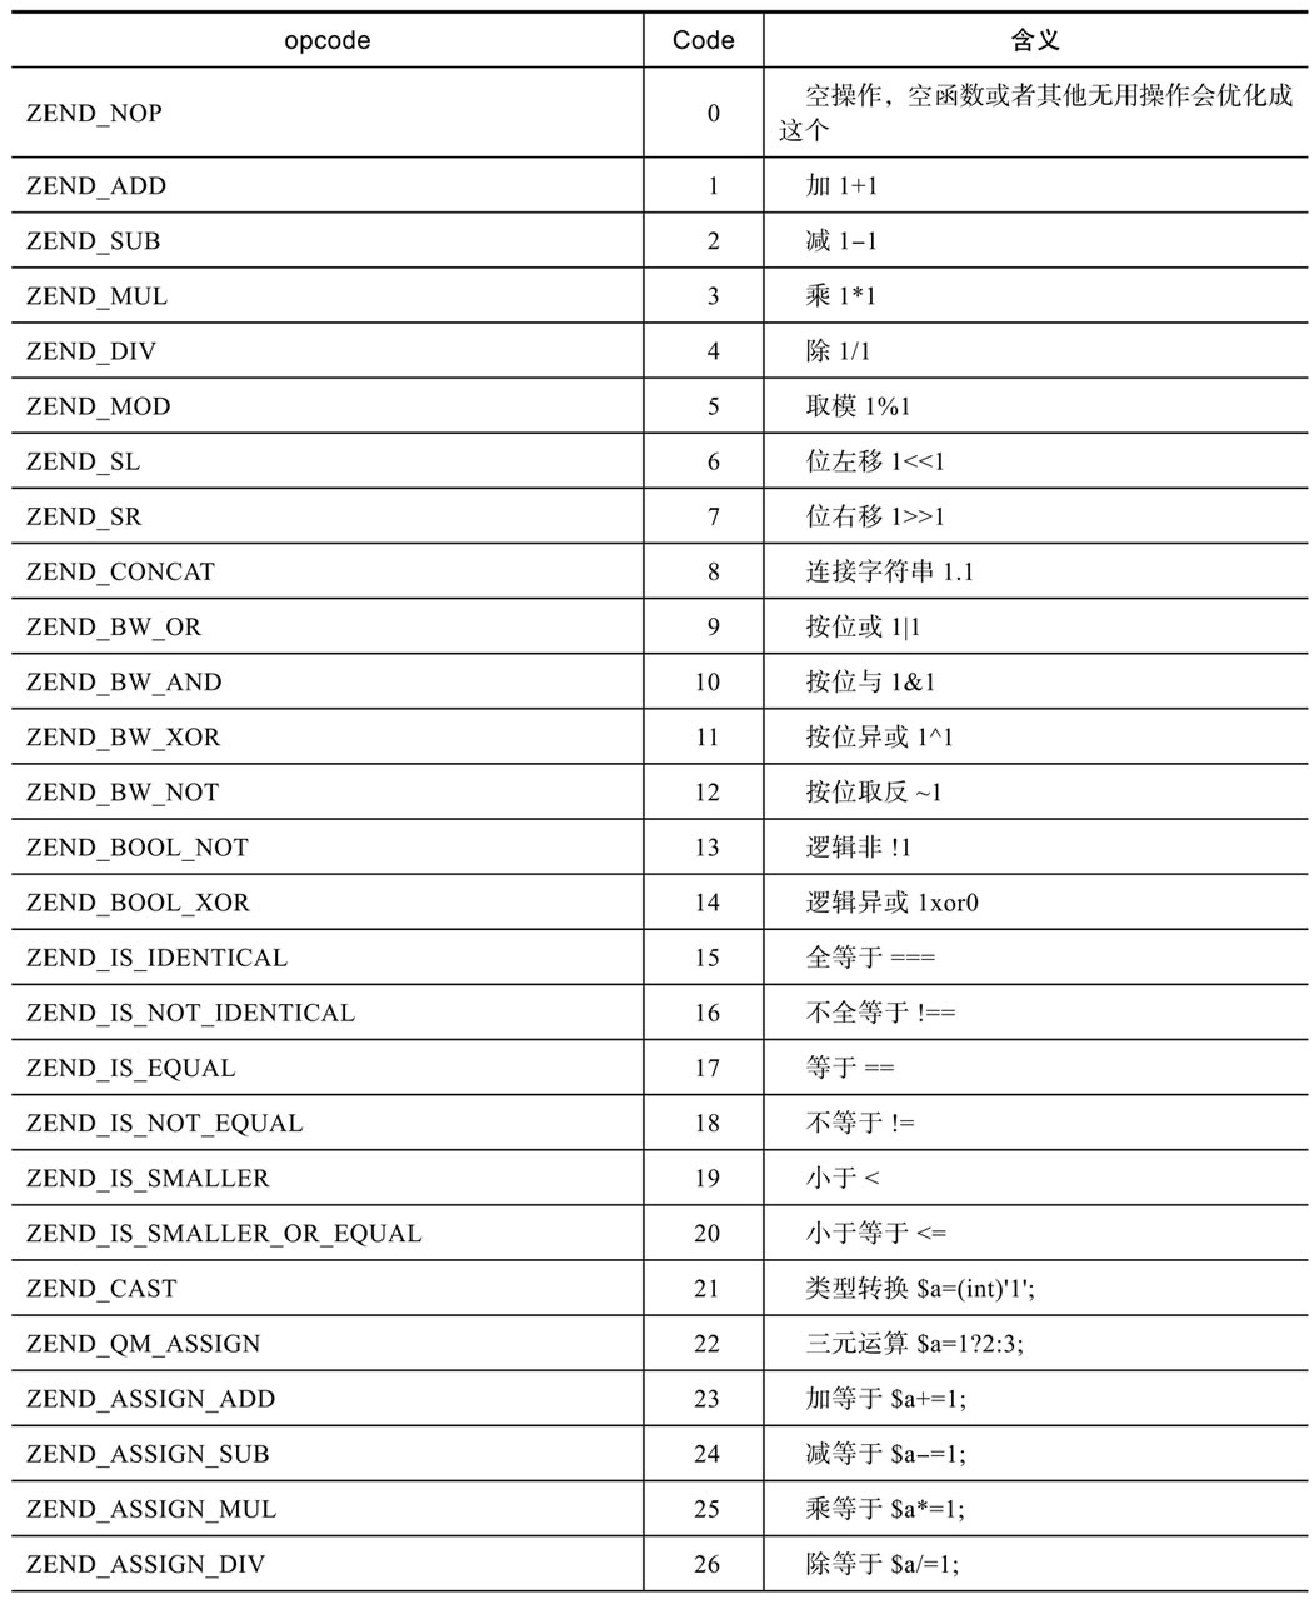 opcode Code 含义
ZEND_NOP 0 空操作，空函数或者其他无用操作会优化成
这个
ZEND_ADD 1 加 1+1
ZEND_SUB 2 减 1–1
ZEND_MUL 3 乘 1*1
ZEND_DIV 4 除 1/1
ZEND_MOD 5 取模 1%1
ZEND_SL 6 位左移 1<<1
ZEND_SR 7 位右移 1>>1
ZEND_CONCAT 8 连接字符串 1.1
ZEND_BW_OR 9 按位或 1|1
ZEND_BW_AND 10 按位与 1&1
ZEND_BW_XOR 11 按位异或 1^1
ZEND_BW_NOT 12 按位取反 ~1
ZEND_BOOL_NOT 13 逻辑非 !1
ZEND_BOOL_XOR 14 逻辑异或 1xor0
ZEND_IS_IDENTICAL 15 全等于 ===
ZEND_IS_NOT_IDENTICAL 16 不全等于 !==
ZEND_IS_EQUAL 17 等于 ==
ZEND_IS_NOT_EQUAL 18 不等于 !=
ZEND_IS_SMALLER 19 小于 <
ZEND_IS_SMALLER_OR_EQUAL 20 小于等于 <=
ZEND_CAST 21 类型转换 $a=(int)'1';
ZEND_QM_ASSIGN 22 三元运算 $a=1?2:3;
ZEND_ASSIGN_ADD 23 加等于 $a+=1;
ZEND_ASSIGN_SUB 24 减等于 $a–=1;
ZEND_ASSIGN_MUL 25 乘等于 $a*=1;
ZEND_ASSIGN_DIV 26 除等于 $a/=1;